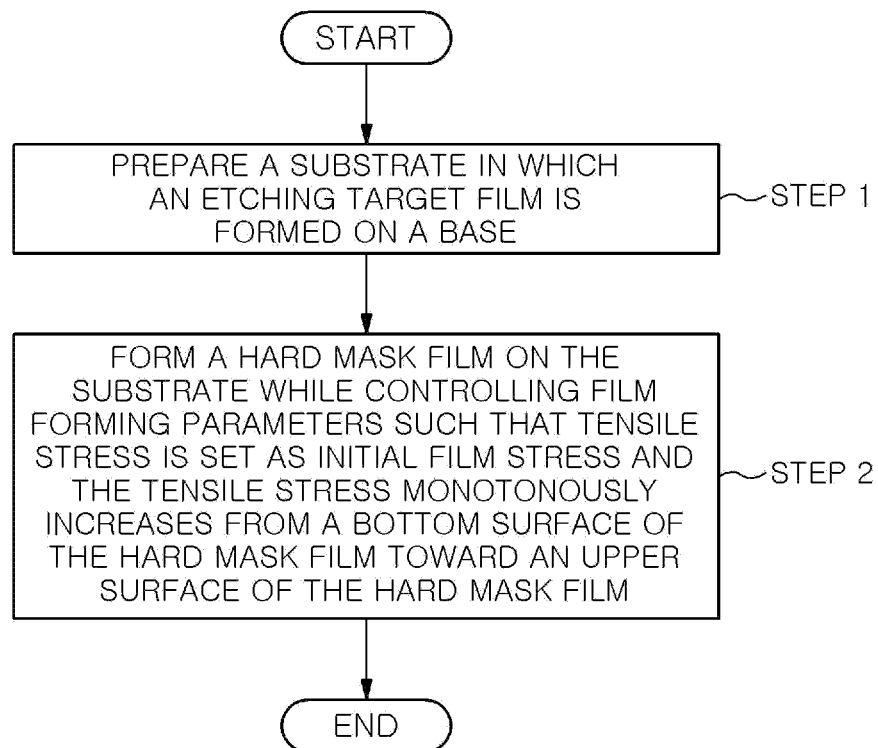 START
PREPARE A SUBSTRATE IN WHICH
AN ETCHING TARGET FILM IS
FORMED ON A BASE
STEP 1
FORM A HARD MASK FILM ON THE
SUBSTRATE WHILE CONTROLLING FILM
FORMING PARAMETERS SUCH THAT TENSILE
STRESS IS SET AS INITIAL FILM STRESS AND
THE TENSILE STRESS MONOTONOUSLY
INCREASES FROM A BOTTOM SURFACE OF
THE HARD MASK FILM TOWARD AN UPPER
SURFACE OF THE HARD MASK FILM
STEP 2
END